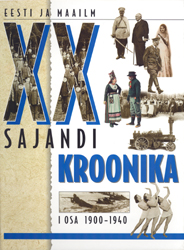 EESTI JA MAAILM
XX
SAJANDI
KROONIKA
I OSA 1900-1940